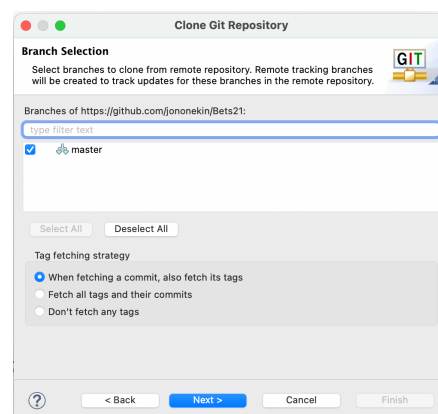 Clone Git Repository
Branch Selection
Select branches to clone from remote repository. Remote tracking branches
will be created to track updates for these branches in the remote repository.
GIT
Branches of https://github.com/jononekin/Bets21:
type filter text
master
Select All
Deselect All
Tag fetching strategy
When fetching a commit, also fetch its tags
Fetch all tags and their commits
Don't fetch any tags
?
< Back
Next >
Cancel
Finish